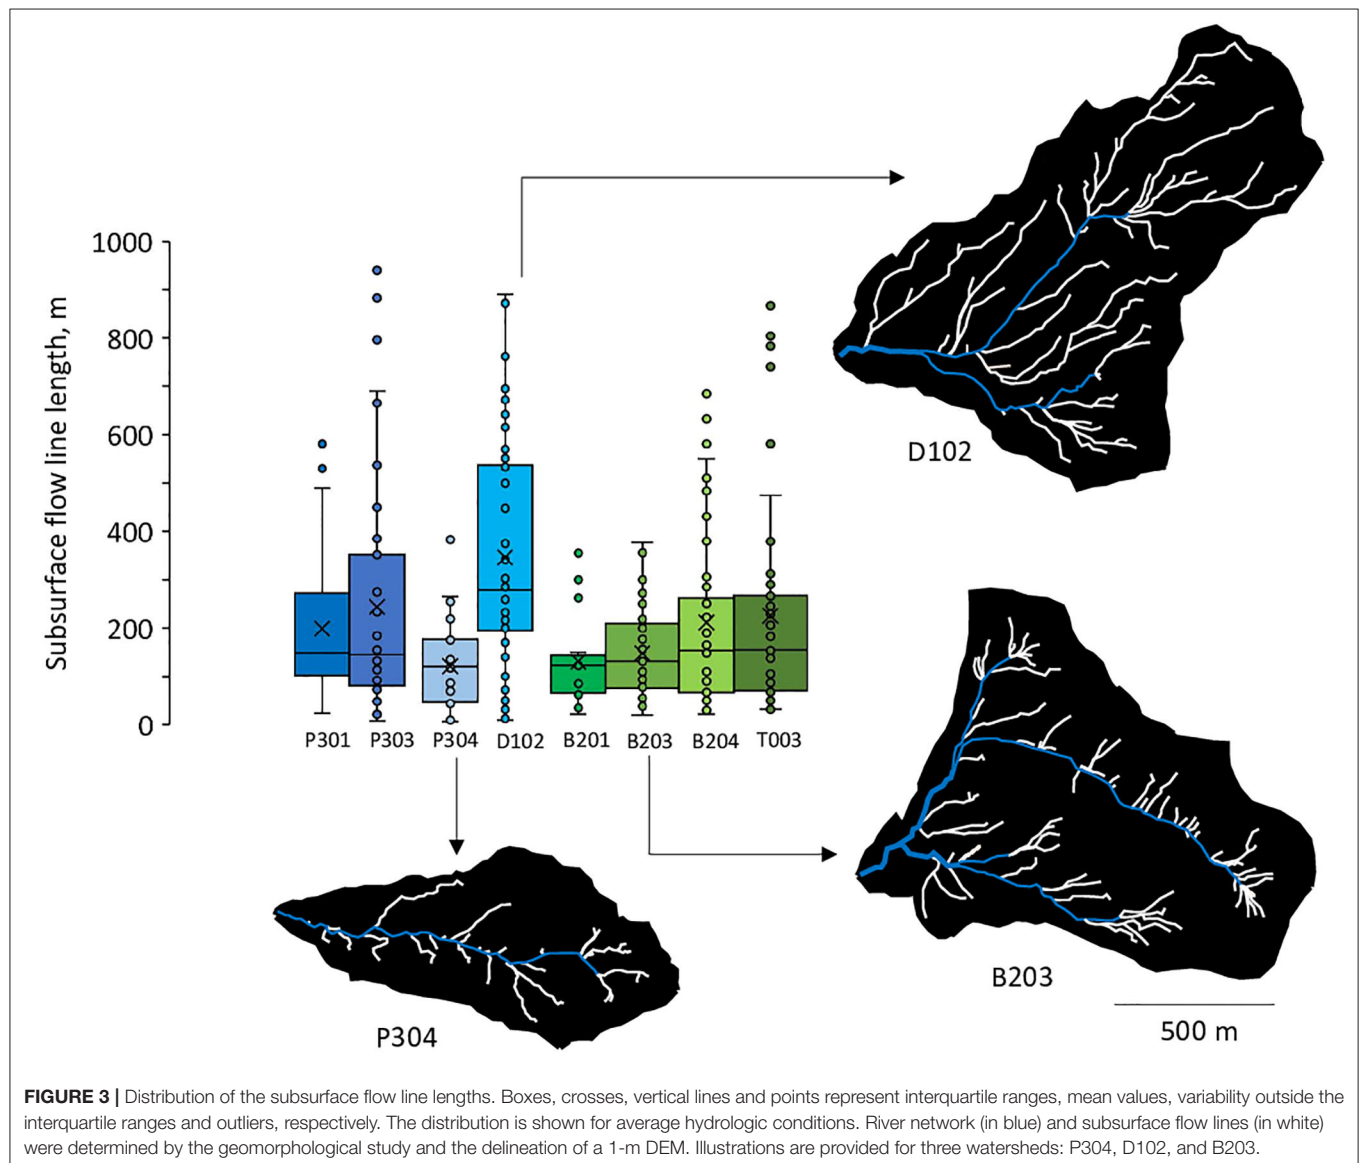 D102
1000
800
600
400
200
0
Subsurface flow line length, m
P301 P303 P304 D102 B201 B203 B204 T003
B203
500 m
P304
FIGURE 3 | Distribution of the subsurface flow line lengths. Boxes, crosses, vertical lines and points represent interquartile ranges, mean values, variability outside the
interquartile ranges and outliers, respectively. The distribution is shown for average hydrologic conditions. River network (in blue) and subsurface flow lines (in white)
were determined by the geomorphological study and the delineation of a 1-m DEM. Illustrations are provided for three watersheds: P304, D102, and B203.